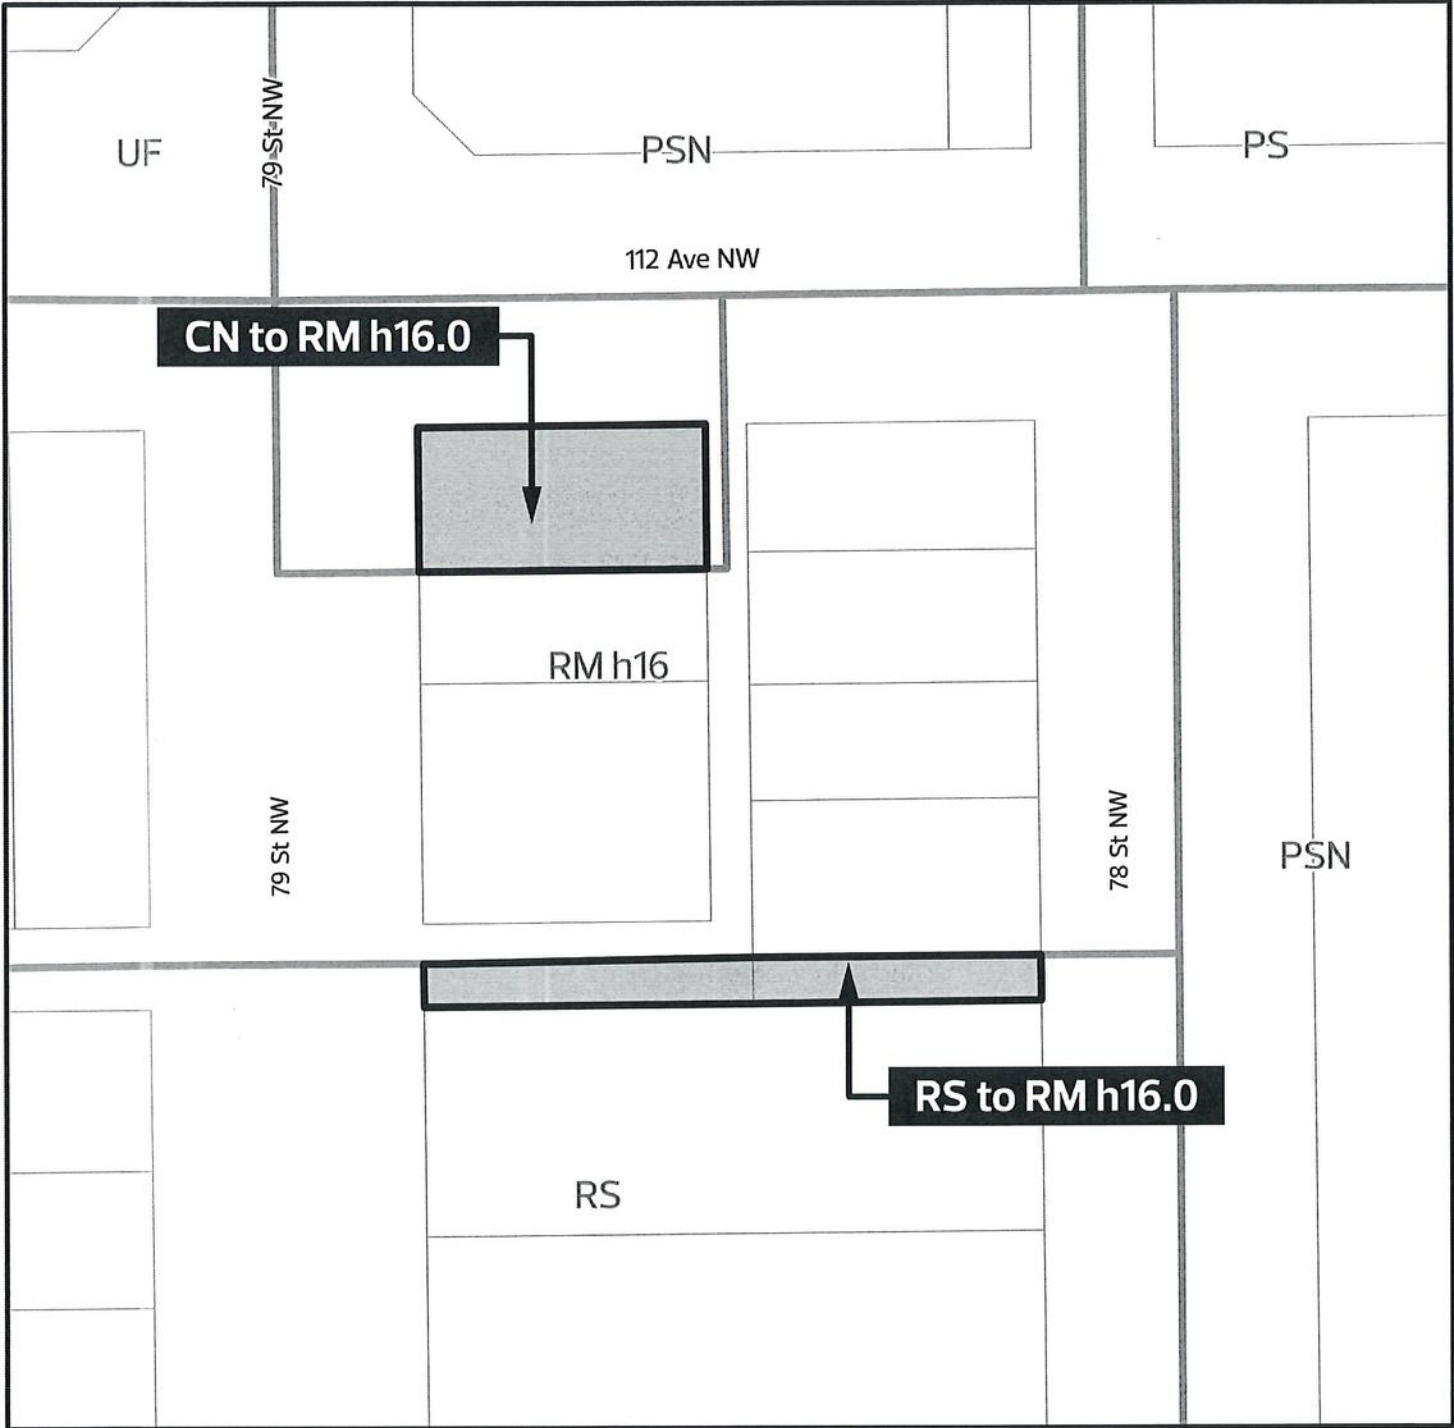 UF
79 St NW
PSN
PS
112 Ave NW
CN to RM h16.0
RM h16
79 St NW
78 St NW
PSN
RS to RM h16.0
RS